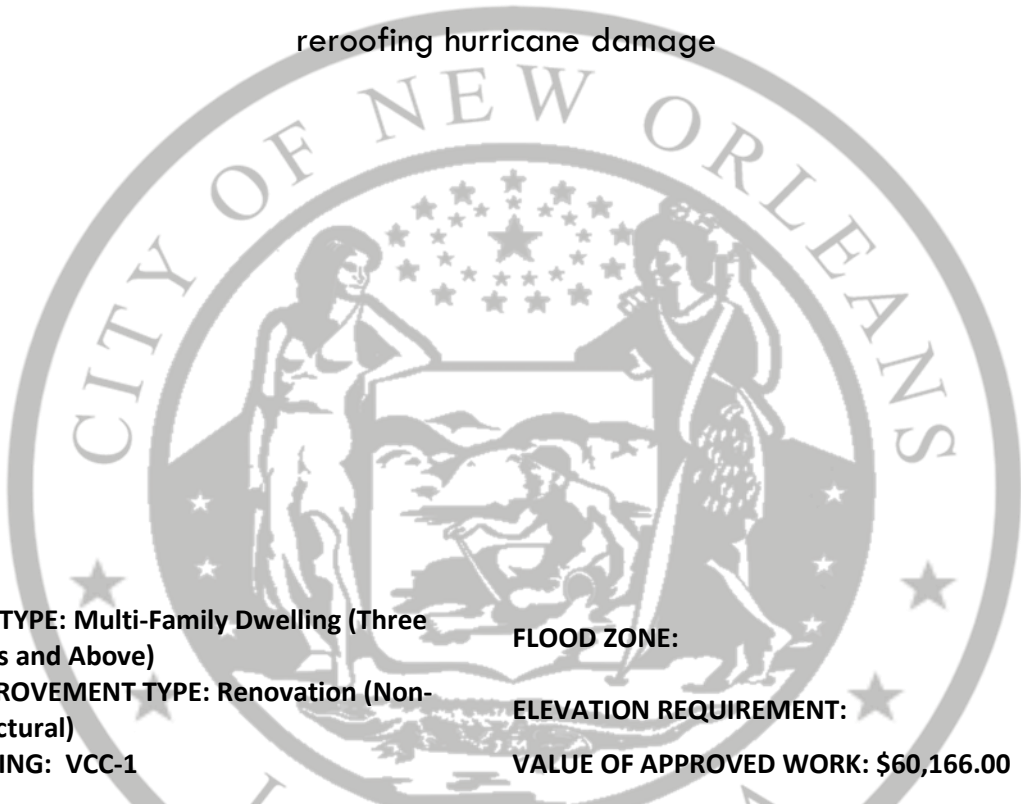 reroofing hurricane damage
CITY OF NEW ORLEANS
TYPE: Multi-Family Dwelling (Three
s and Above)
FLOOD ZONE:
ROVEMENT TYPE: Renovation (Non-
ctural)
ELEVATION REQUIREMENT:
ING: VCC-1
VALUE OF APPROVED WORK: $60,166.00